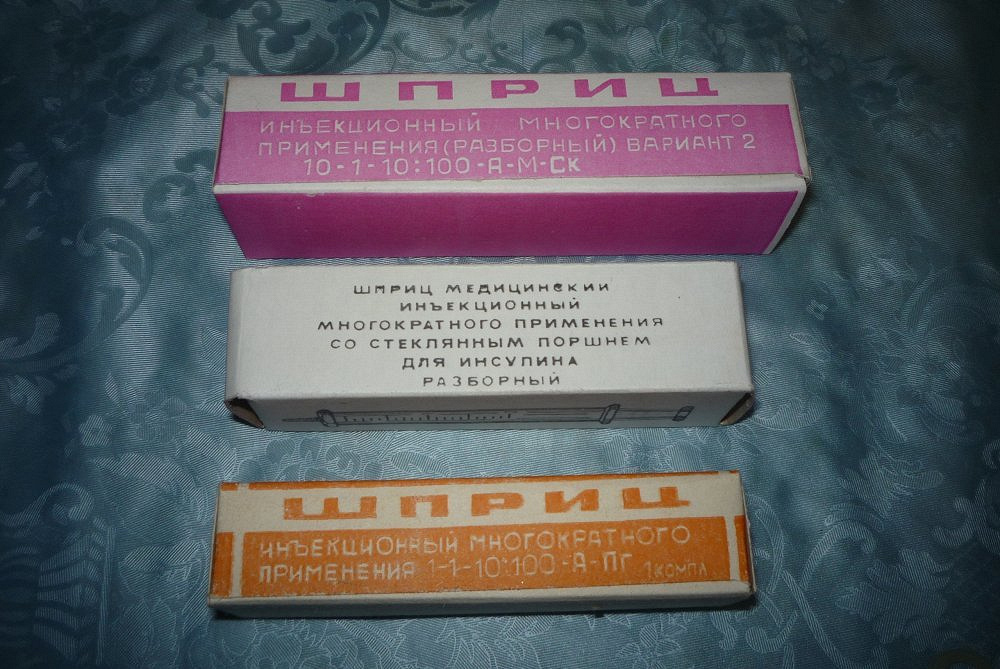 ШПРИЦ
ИНЪЕКЦИОННЫЙ МНОГОКРАТНОГО
ПРИМЕНЕНИЯ (РАЗБОРНЫЙ) ВАРИАНТ 2
10-1-10:100-А-М-Ск
ШПРИЦ МЕДИЦИНСКИЙ
ИНЪЕКЦИОННЫЙ
МНОГОКРАТНОГО ПРИМЕНЕНИЯ
СО СТЕКЛЯННЫМ ПОРШНЕМ
ДЛЯ ИНСУЛИНА
РАЗБОРНЫЙ
ШПРИЦ
ИНЪЕКЦИОННЫЙ МНОГОКРАТНОГО
ПРИМЕНЕНИЯ 1-1-10:100-А-Пг 1 КОМПЛ